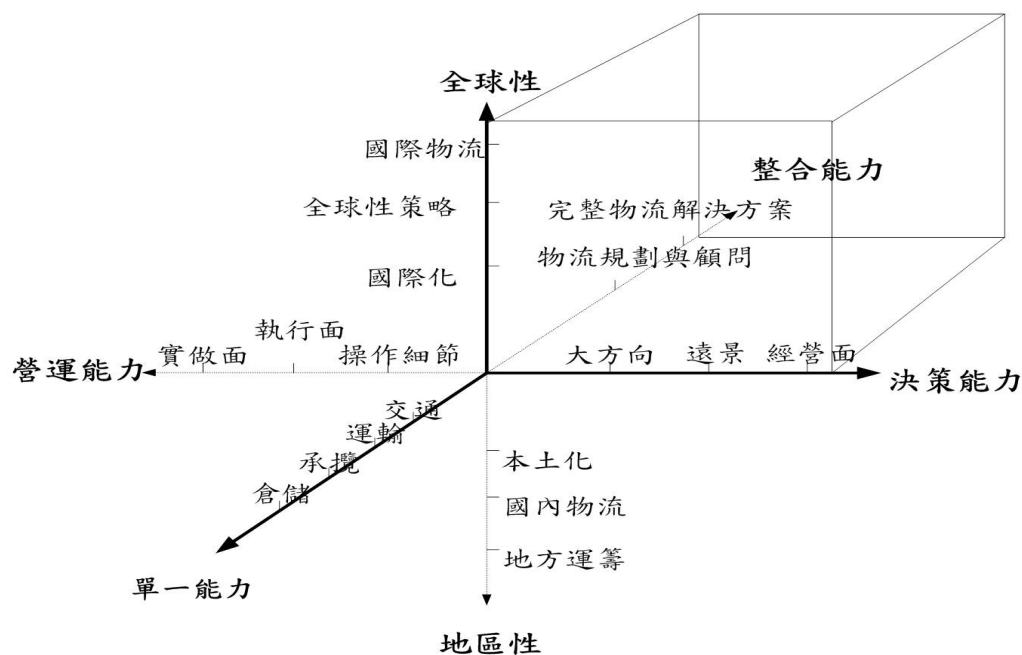 全球性
國際物流
整合能力
全球性策略
完整物流解決方案
物流規劃與顧問
國際化
執行面
營運能力
實做面
操作細節
大方向
遠景
經營面
決策能力
交通
運輸
承攬
倉儲
本土化
國內物流
地方運籌
單一能力
地區性